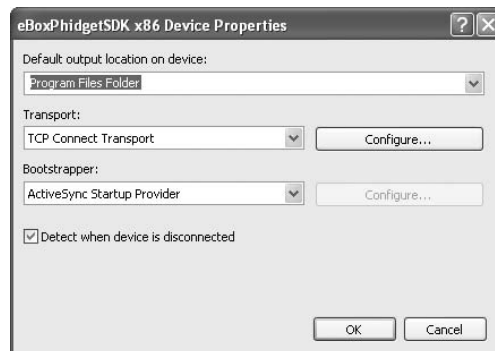 eBoxPhidgetSDK x86 Device Properties
Default output location on device:
Program Files Folder
Transport:
TCP Connect Transport
Configure...
Bootstrapper:
ActiveSync Startup Provider
Configure...
Detect when device is disconnected
OK
Cancel